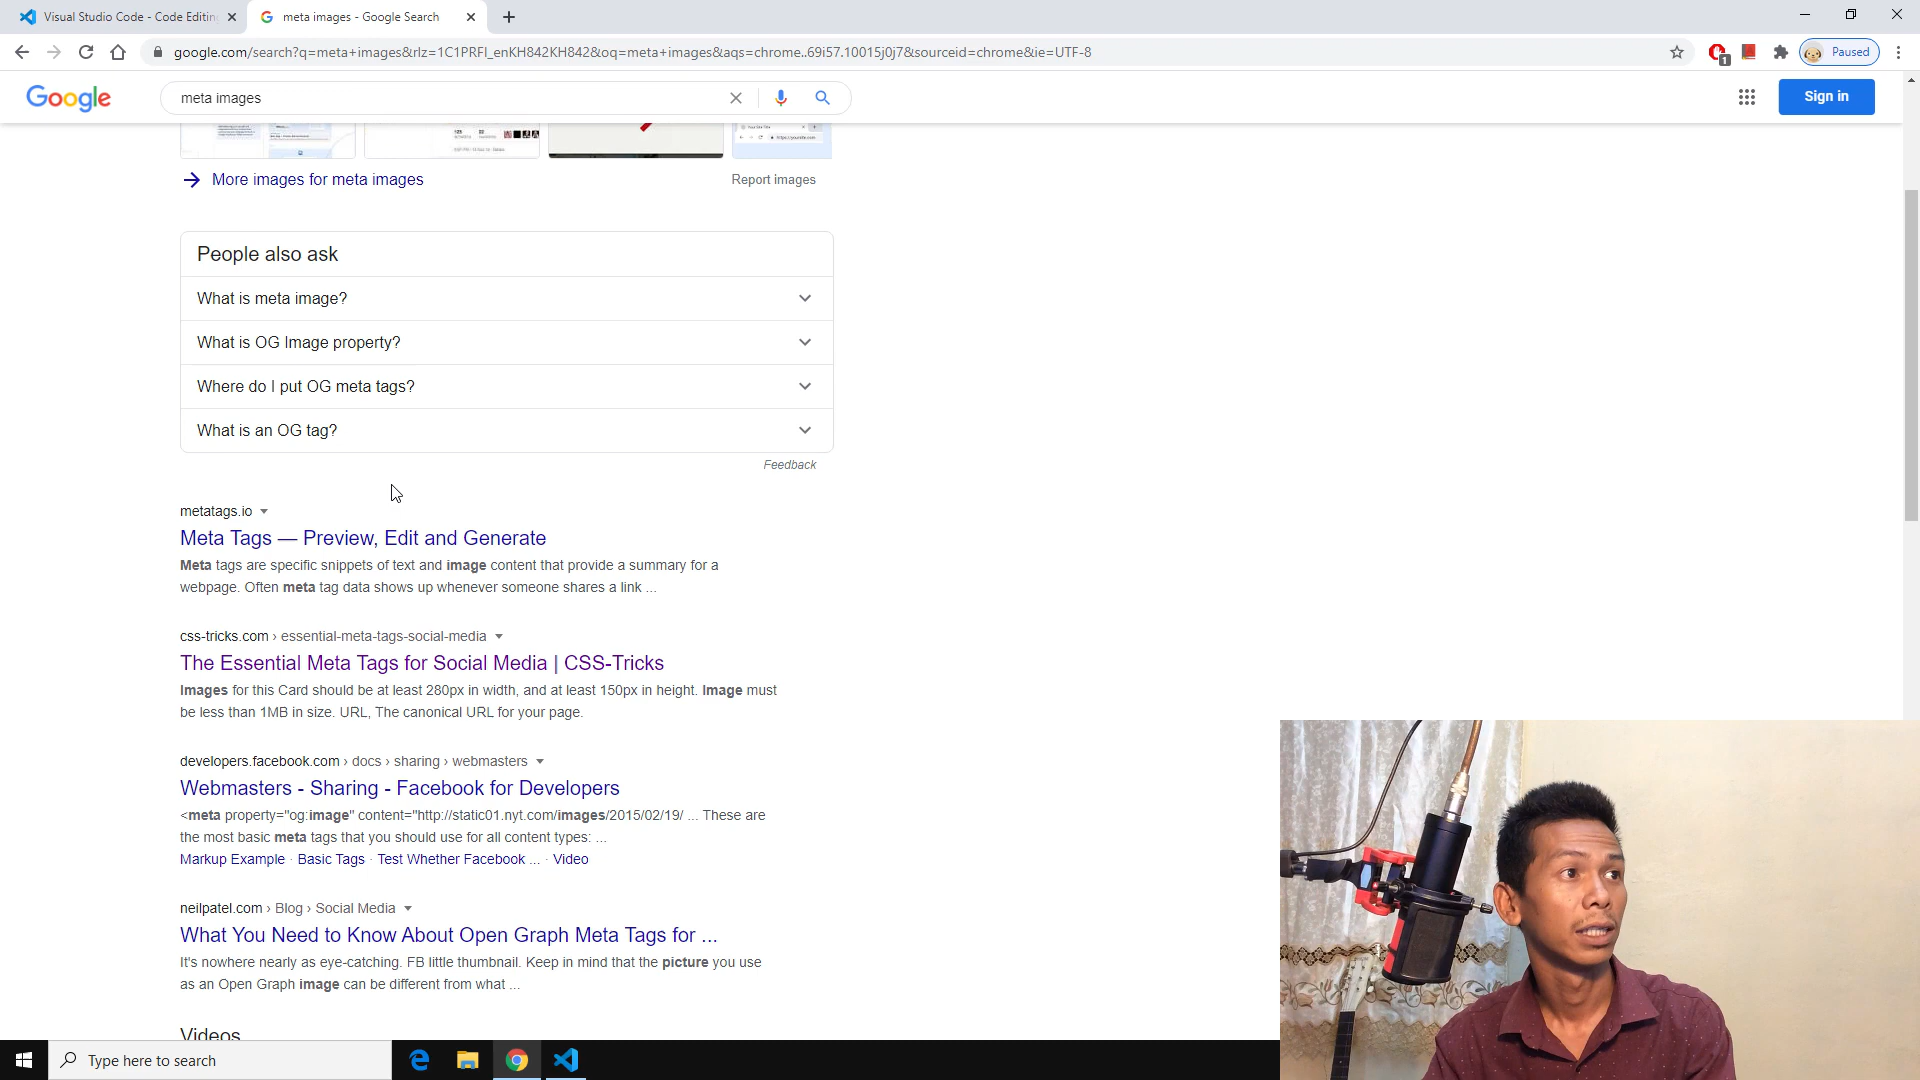 Visual Studio Code - Code Editin
meta images - Google Search
google.com/search?q=meta+images&rlz=1C1PRFI_enKH842KH842&oq=meta+images&aqs=chrome..69i57.10015j0j7&sourceid=chrome&ie=UTF-8
1
Paused
Google
meta images
Sign in
More images for meta images
Report images
People also ask
What is meta image?
What is OG Image property?
Where do I put OG meta tags?
What is an OG tag?
Feedback
metatags.io
Meta Tags — Preview, Edit and Generate
Meta tags are specific snippets of text and image content that provide a summary for a
webpage. Often meta tag data shows up whenever someone shares a link ...
css-tricks.com › essential-meta-tags-social-media
The Essential Meta Tags for Social Media | CSS-Tricks
Images for this Card should be at least 280px in width, and at least 150px in height. Image must
be less than 1MB in size. URL, The canonical URL for your page.
developers.facebook.com › docs › sharing › webmasters
Webmasters - Sharing - Facebook for Developers
<meta property="og:image" content="http://static01.nyt.com/images/2015/02/19/ ... These are
the most basic meta tags that you should use for all content types: ...
Markup Example · Basic Tags · Test Whether Facebook ... · Video
neilpatel.com › Blog › Social Media
What You Need to Know About Open Graph Meta Tags for ...
It's nowhere nearly as eye-catching. FB little thumbnail. Keep in mind that the picture you use
as an Open Graph image can be different from what ...
Videos
Type here to search